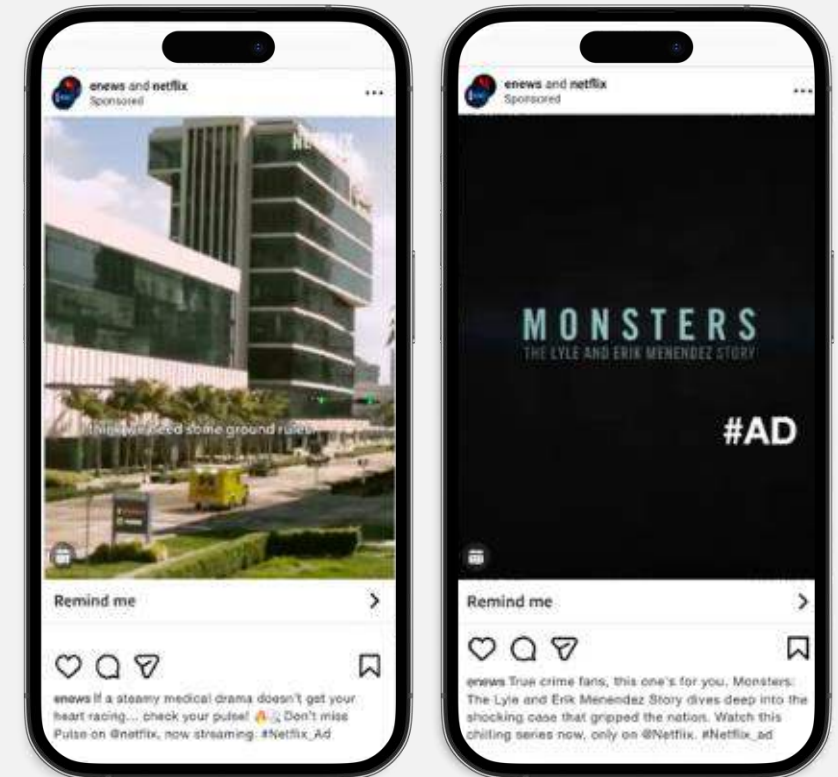 enews and netflix
Sponsored
NETFLIX
think we need some ground rules.
Remind me
enews If a steamy medical drama doesn't get your
heart racing... check your pulse! 🔥 Don't miss
Pulse on @netflix, now streaming. #Netflix_Ad
enews and netflix
Sponsored
MONSTERS
THE LYLE AND ERIK MENENDEZ STORY
#AD
Remind me
enews True crime fans, this one's for you. Monsters:
The Lyle and Erik Menendez Story dives deep into the
shocking case that gripped the nation. Watch this
chilling series now, only on @Netflix. #Netflix_ad